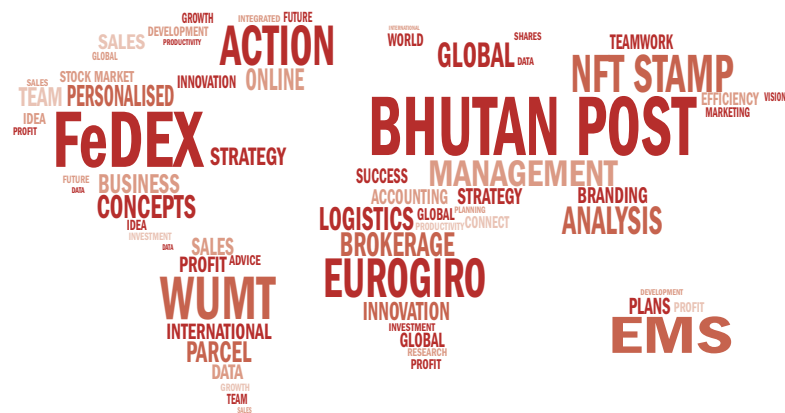 GROWTH
INTEGRATED
FUTURE
DEVELOPMENT
SALES
PRODUCTIVITY
GLOBAL
ACTION
STOCK MARKET
INNOVATION
ONLINE
SALES
TEAM
PERSONALISED
IDEA
PROFIT
FeDEX
STRATEGY
FUTURE
DATA
BUSINESS
CONCEPTS
IDEA
INVESTMENT
DATA
SALES
PROFIT
ADVICE
WUMT
INTERNATIONAL
PARCEL
DATA
GROWTH
TEAM
SALES
INTERNATIONAL
WORLD
GLOBAL
SHARES
DATA
TEAMWORK
NFT STAMP
EFFICIENCY
VISION
MARKETING
BHUTAN POST
SUCCESS
MANAGEMENT
ACCOUNTING
STRATEGY
BRANDING
LOGISTICS
GLOBAL
PLANNING
PRODUCTIVITY
CONNECT
ANALYSIS
BROKERAGE
EUROGIRO
INNOVATION
INVESTMENT
GLOBAL
RESEARCH
PROFIT
DEVELOPMENT
PLANS
PROFIT
EMS